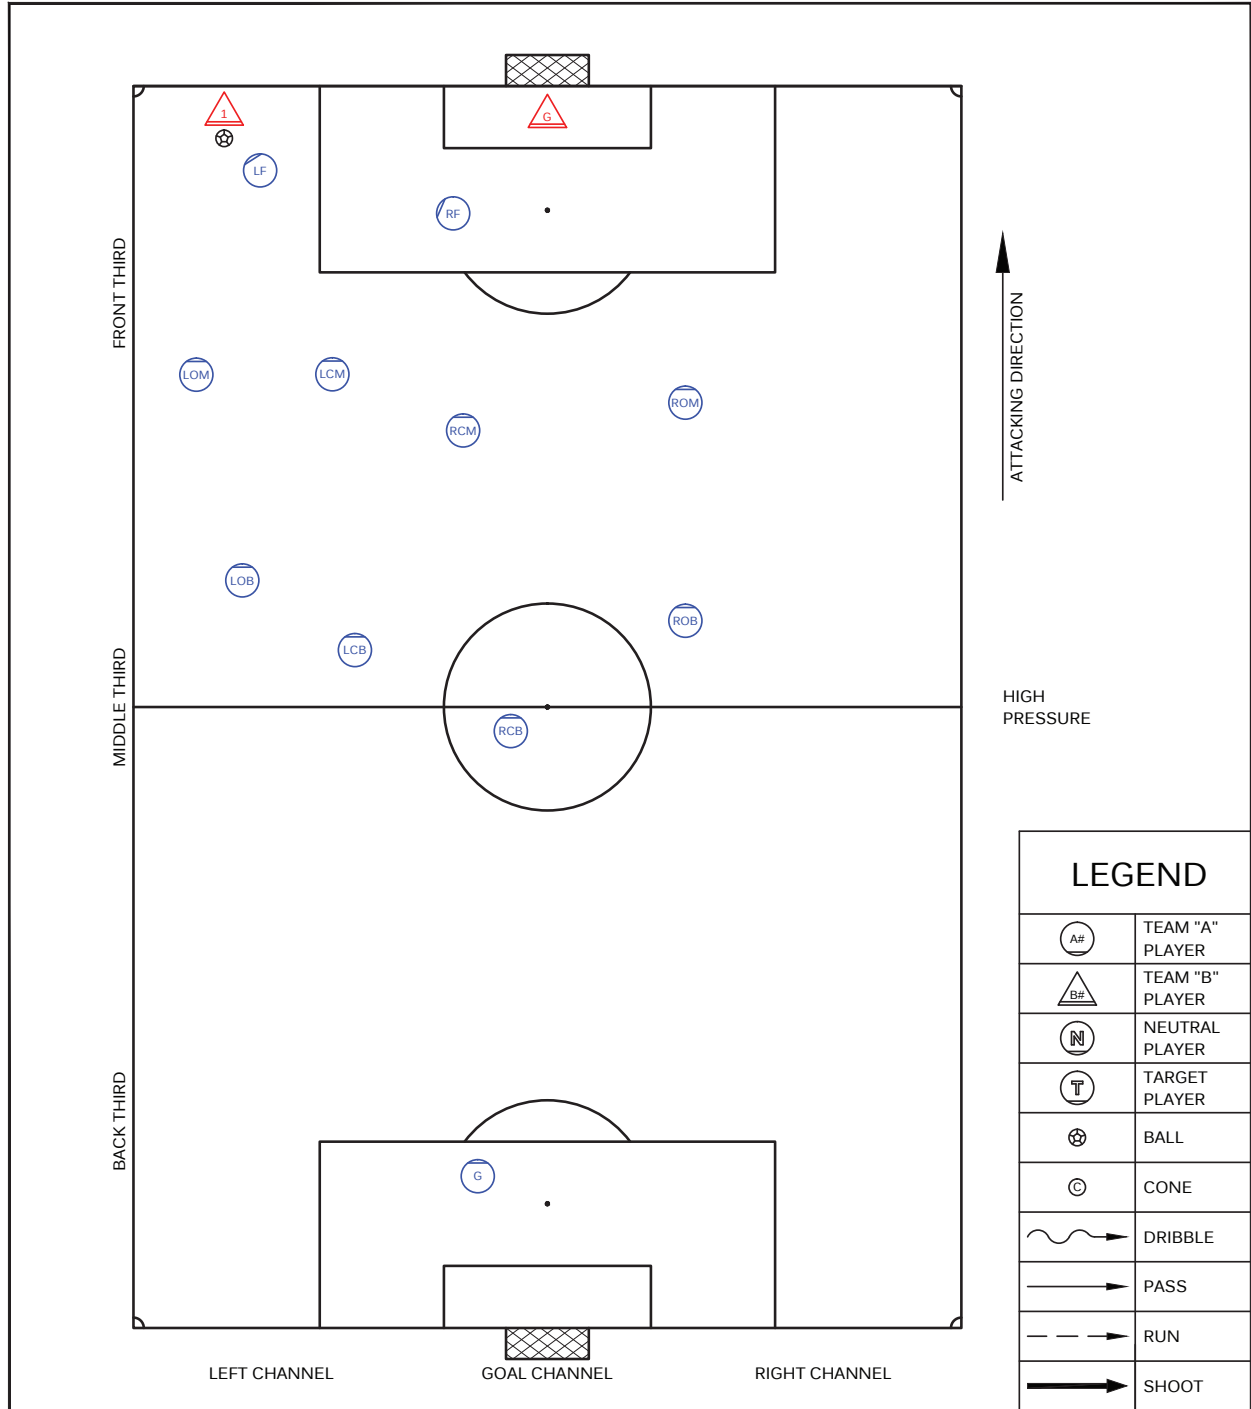 1
G
LF
RF
FRONT THIRD
LOM
LCM
RCM
ROM
ATTACKING DIRECTION
LOB
LCB
ROB
MIDDLE THIRD
RCB
HIGH
PRESSURE
BACK THIRD
G
LEFT CHANNEL
GOAL CHANNEL
RIGHT CHANNEL
LEGEND
A#
TEAM "A"
PLAYER
B#
TEAM "B"
PLAYER
N
NEUTRAL
PLAYER
T
TARGET
PLAYER
BALL
C
CONE
DRIBBLE
PASS
RUN
SHOOT